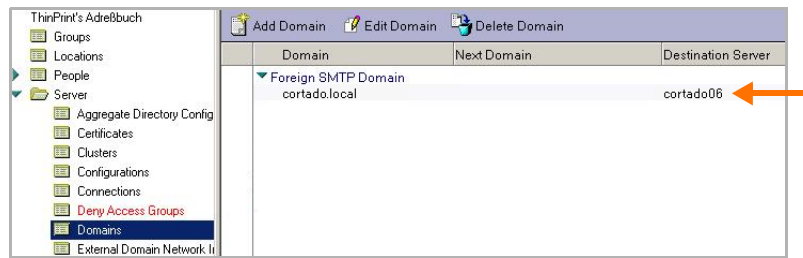 ThinPrint's Adreßbuch
Groups
Locations
People
Server
Aggregate Directory Config
Certificates
Clusters
Configurations
Connections
Deny Access Groups
Domains
External Domain Network I
Add Domain Edit Domain Delete Domain
Domain Next Domain Destination Server
Foreign SMTP Domain
cortado.local cortado06